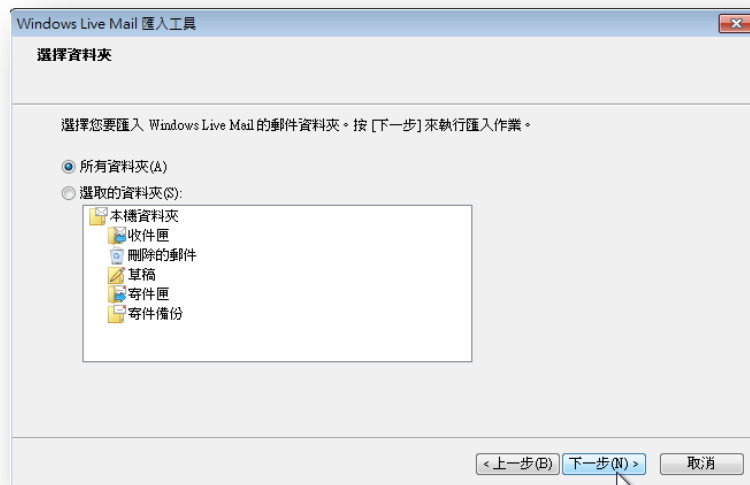 Windows Live Mail 匯入工具
選擇資料夾
選擇您要匯入 Windows Live Mail 的郵件資料夾。按 [下一步] 來執行匯入作業。
所有資料夾(A)
選取的資料夾(S):
本機資料夾
收件匣
刪除的郵件
草稿
寄件匣
寄件備份
< 上一步(B) 下一步(N) > 取消